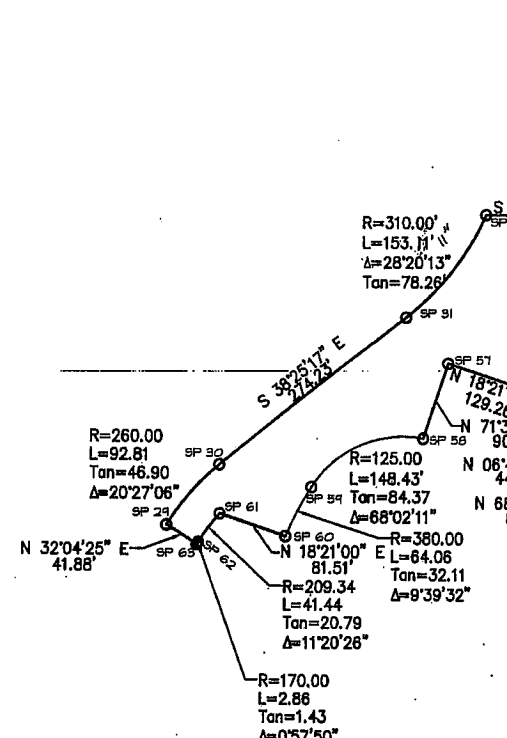 S
SP
R=310.00'
L=153.11'
Δ=28°20'13"
Tan=78.26'
SP 31
S 38°25'17" E
274.23'
SP 57
N 18°21'
129.26
N 71°3
90
SP 58
N 06°4
44
N 68
R=260.00
L=92.81
Tan=46.90
Δ=20°27'06"
SP 30
R=125.00
L=148.43'
Tan=84.37
Δ=68°02'11"
SP 59
SP 29
SP 61
SP 60
N 32°04'25" E
41.88'
SP 63
SP 62
N 18°21'00" E
81.51'
R=380.00
L=64.06
Tan=32.11
Δ=9°39'32"
R=209.34
L=41.44
Tan=20.79
Δ=11°20'26"
R=170.00
L=2.86
Tan=1.43
Δ=0°57'50"